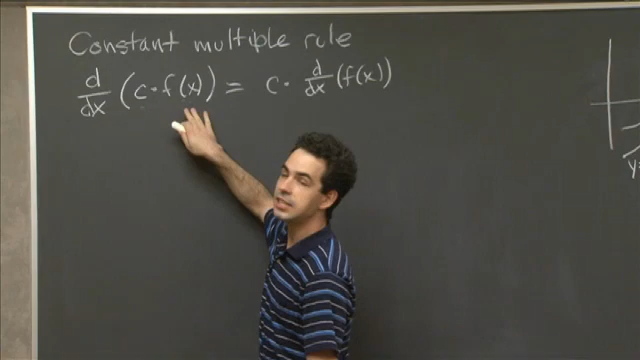 Constant multiple rule
d/dx (c · f(x)) = c · d/dx (f(x))
y=